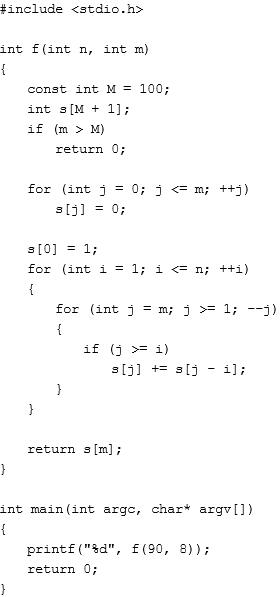 #include <stdio.h>
int f(int n, int m)
{
const int M = 100;
int s[M + 1];
if (m > M)
return 0;
for (int j = 0; j <= m; ++j)
s[j] = 0;
s[0] = 1;
for (int i = 1; i <= n; ++i)
{
for (int j = m; j >= 1; --j)
{
if (j >= i)
s[j] += s[j - i];
}
}
return s[m];
}
int main(int argc, char* argv[])
{
printf("%d", f(90, 8));
return 0;
}